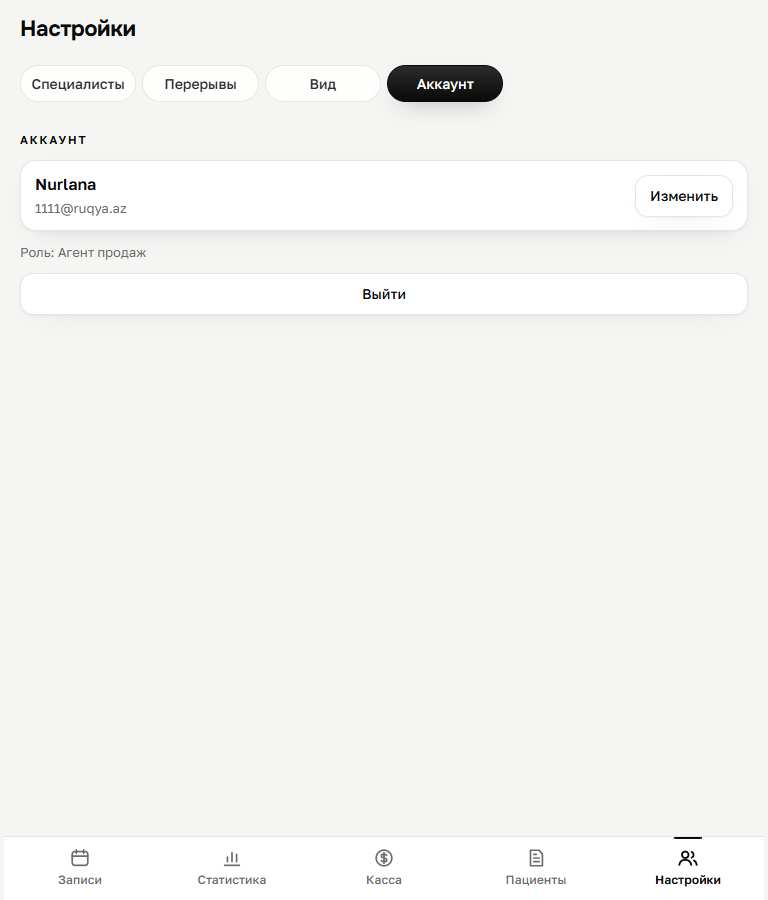 Настройки
Специалисты
Перерывы
Вид
Аккаунт
АККАУНТ
Nurlana
1111@ruqya.az
Изменить
Роль: Агент продаж
Выйти
Записи
Статистика
Касса
Пациенты
Настройки